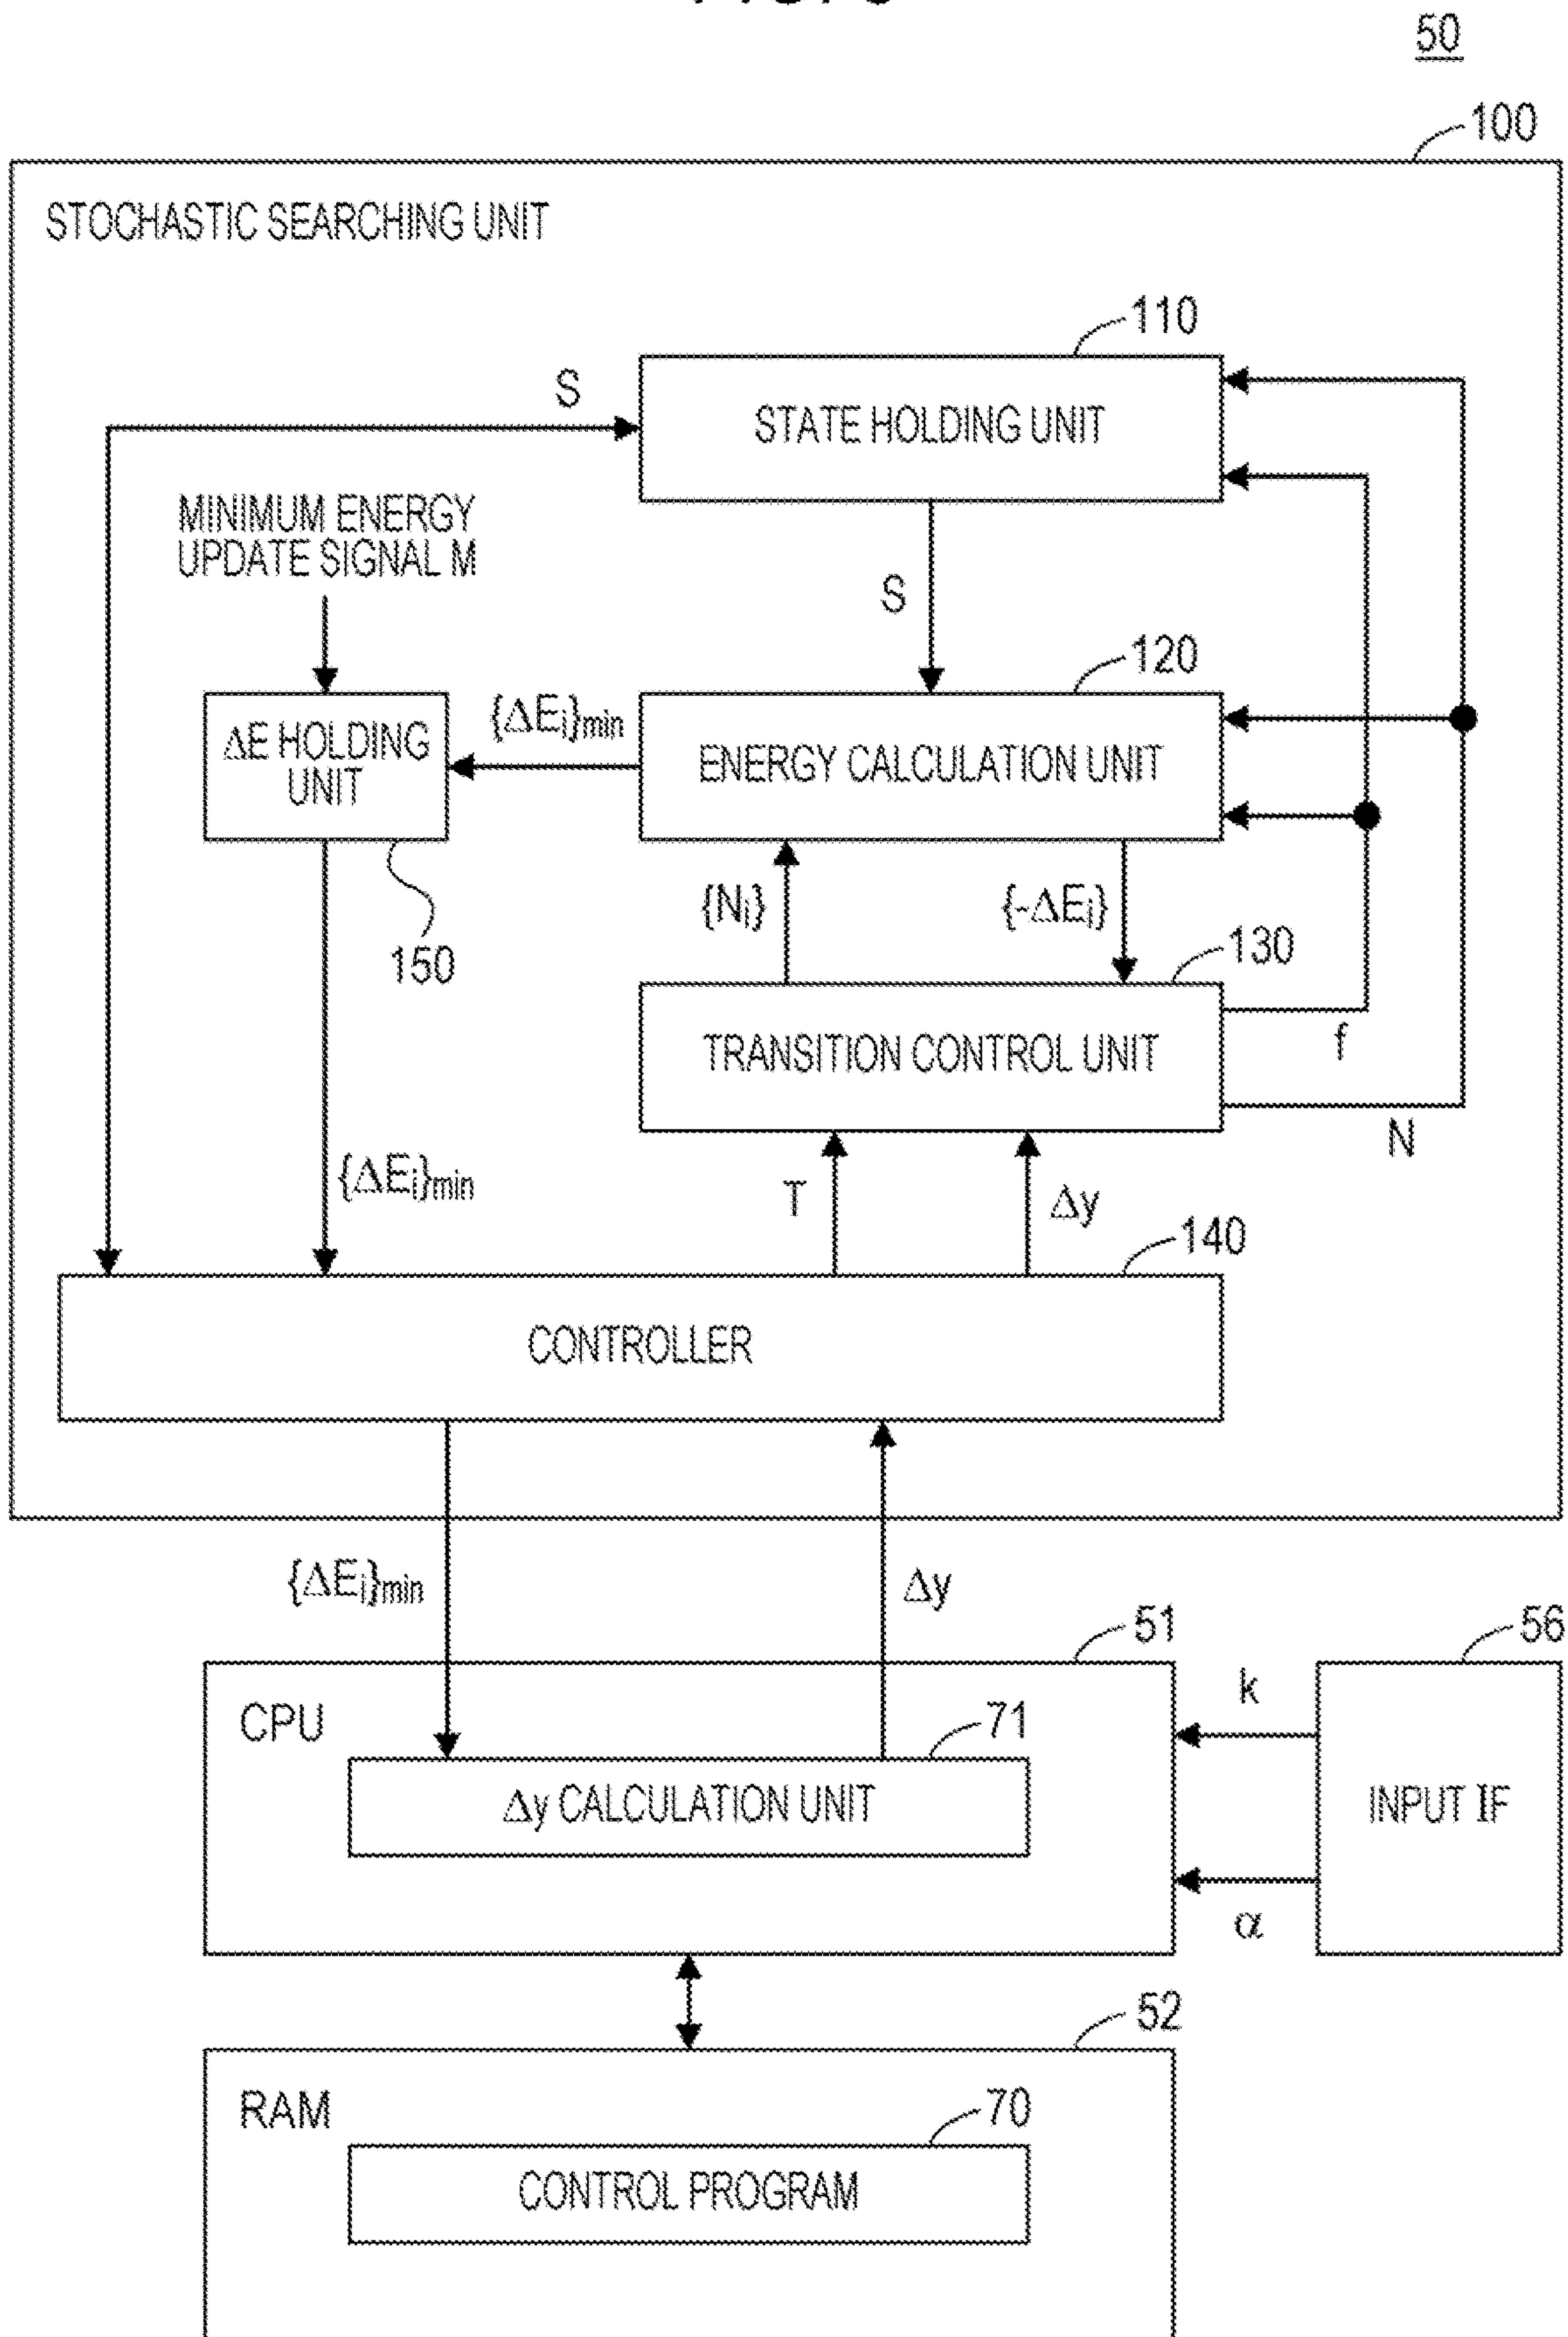 50
100
STOCHASTIC SEARCHING UNIT
110
S
STATE HOLDING UNIT
MINIMUM ENERGY
UPDATE SIGNAL M
S
120
{ΔEi}min
ΔE HOLDING
UNIT
ENERGY CALCULATION UNIT
{Ni}
{-ΔEi}
150
130
TRANSITION CONTROL UNIT
f
N
{ΔEi}min
T
Δy
140
CONTROLLER
{ΔEi}min
Δy
51
56
CPU
k
71
Δy CALCULATION UNIT
INPUT IF
α
52
RAM
70
CONTROL PROGRAM